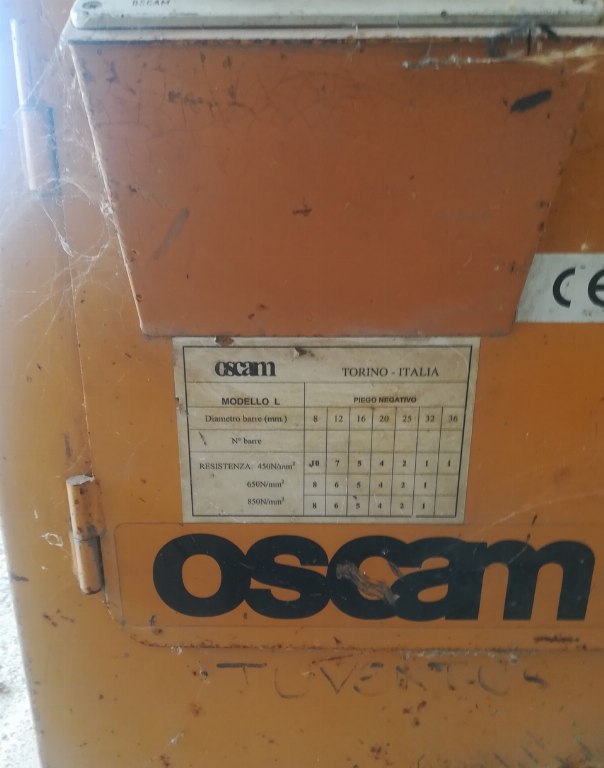 OSCAM
CE
oscam TORINO - ITALIA
MODELLO L PIEGO NEGATIVO
Diametro barre (mm.) 8 12 16 20 25 32 36
N° barre
RESISTENZA: 450N/mm² 10 7 5 4 2 1 1
650N/mm² 8 6 5 4 2 1
850N/mm² 8 6 5 4 2 1
oscam